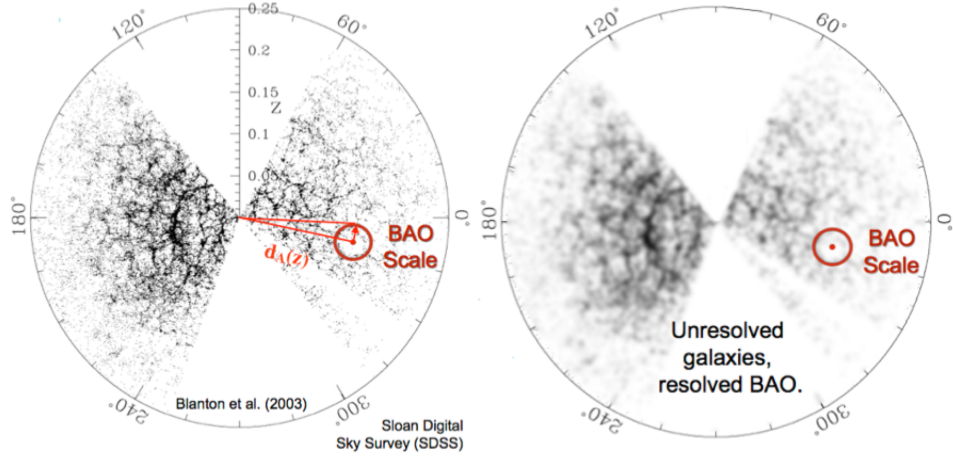 0.25
120°
60°
0.2
0.15
Z
0.1
0.0
180°
0°
BAO
Scale
d_A(z)
240°
300°
Blanton et al. (2003)
Sloan Digital
Sky Survey (SDSS)
120°
60°
180°
0°
BAO
Scale
Unresolved
galaxies,
resolved BAO.
240°
300°